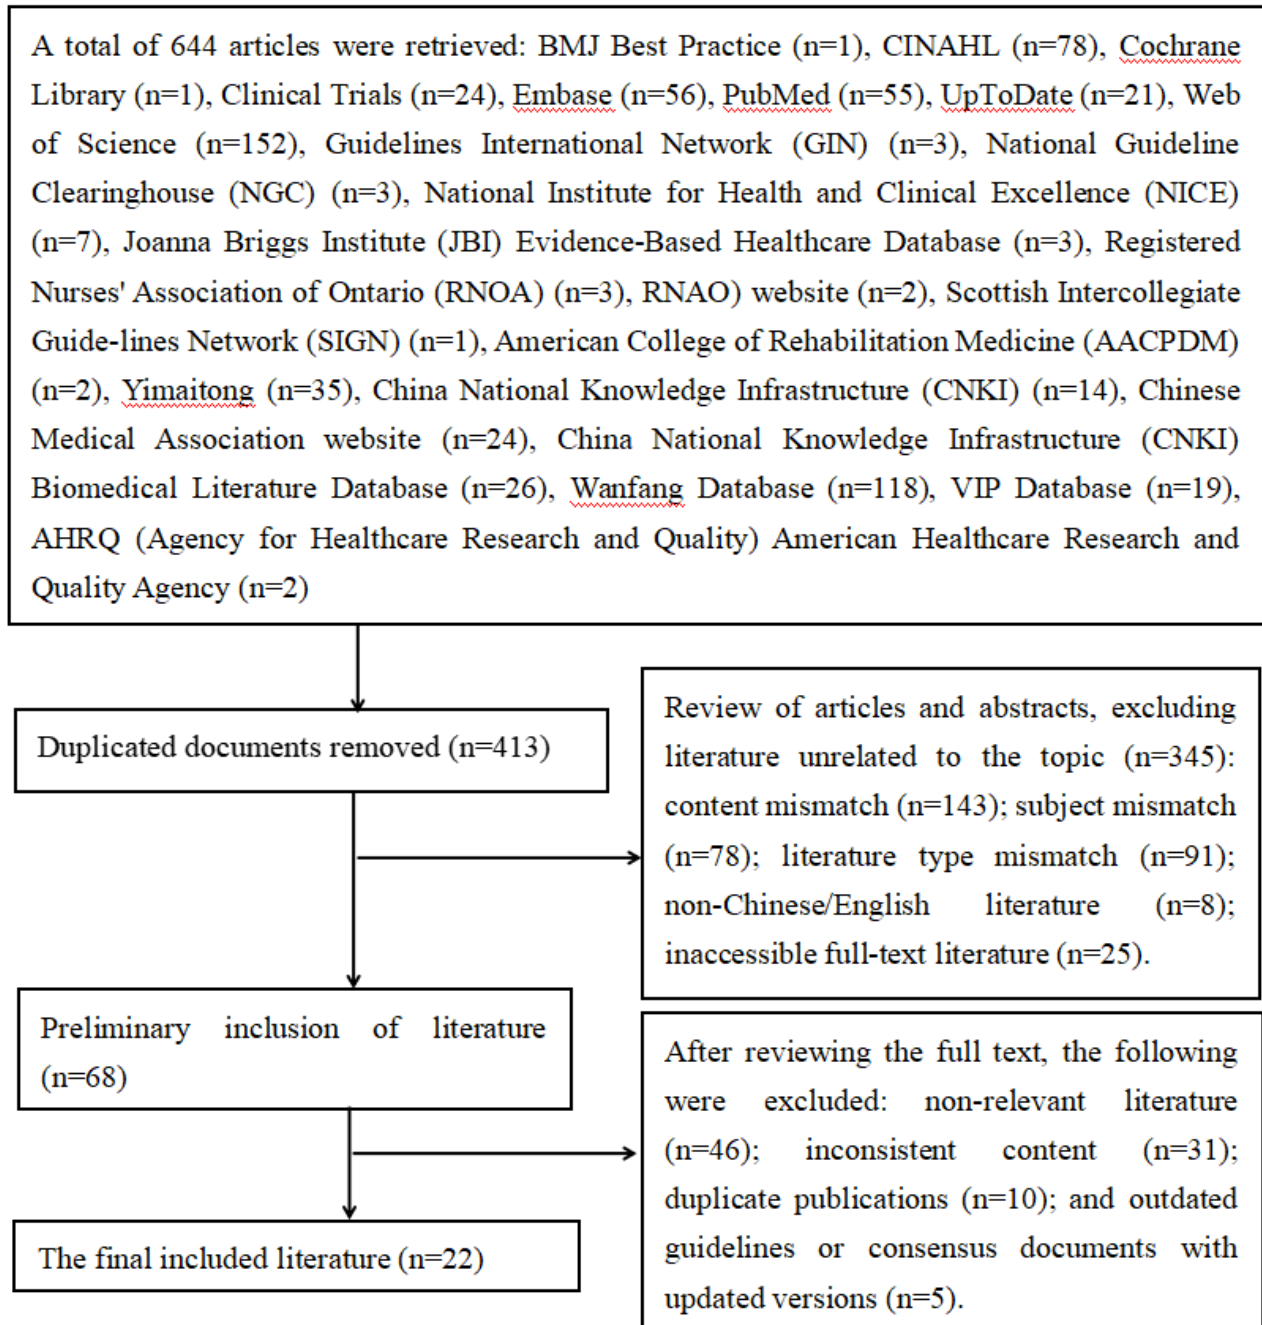 A total of 644 articles were retrieved: BMJ Best Practice (n=1), CINAHL (n=78), Cochrane
Library (n=1), Clinical Trials (n=24), Embase (n=56), PubMed (n=55), UpToDate (n=21), Web
of Science (n=152), Guidelines International Network (GIN) (n=3), National Guideline
Clearinghouse (NGC) (n=3), National Institute for Health and Clinical Excellence (NICE)
(n=7), Joanna Briggs Institute (JBI) Evidence-Based Healthcare Database (n=3), Registered
Nurses' Association of Ontario (RNOA) (n=3), RNAO) website (n=2), Scottish Intercollegiate
Guide-lines Network (SIGN) (n=1), American College of Rehabilitation Medicine (AACPDM)
(n=2), Yimaitong (n=35), China National Knowledge Infrastructure (CNKI) (n=14), Chinese
Medical Association website (n=24), China National Knowledge Infrastructure (CNKI)
Biomedical Literature Database (n=26), Wanfang Database (n=118), VIP Database (n=19),
AHRQ (Agency for Healthcare Research and Quality) American Healthcare Research and
Quality Agency (n=2)
Duplicated documents removed (n=413)
Review of articles and abstracts, excluding
literature unrelated to the topic (n=345):
content mismatch (n=143); subject mismatch
(n=78); literature type mismatch (n=91);
non-Chinese/English literature (n=8);
inaccessible full-text literature (n=25).
Preliminary inclusion of literature
(n=68)
After reviewing the full text, the following
were excluded: non-relevant literature
(n=46); inconsistent content (n=31);
duplicate publications (n=10); and outdated
guidelines or consensus documents with
updated versions (n=5).
The final included literature (n=22)